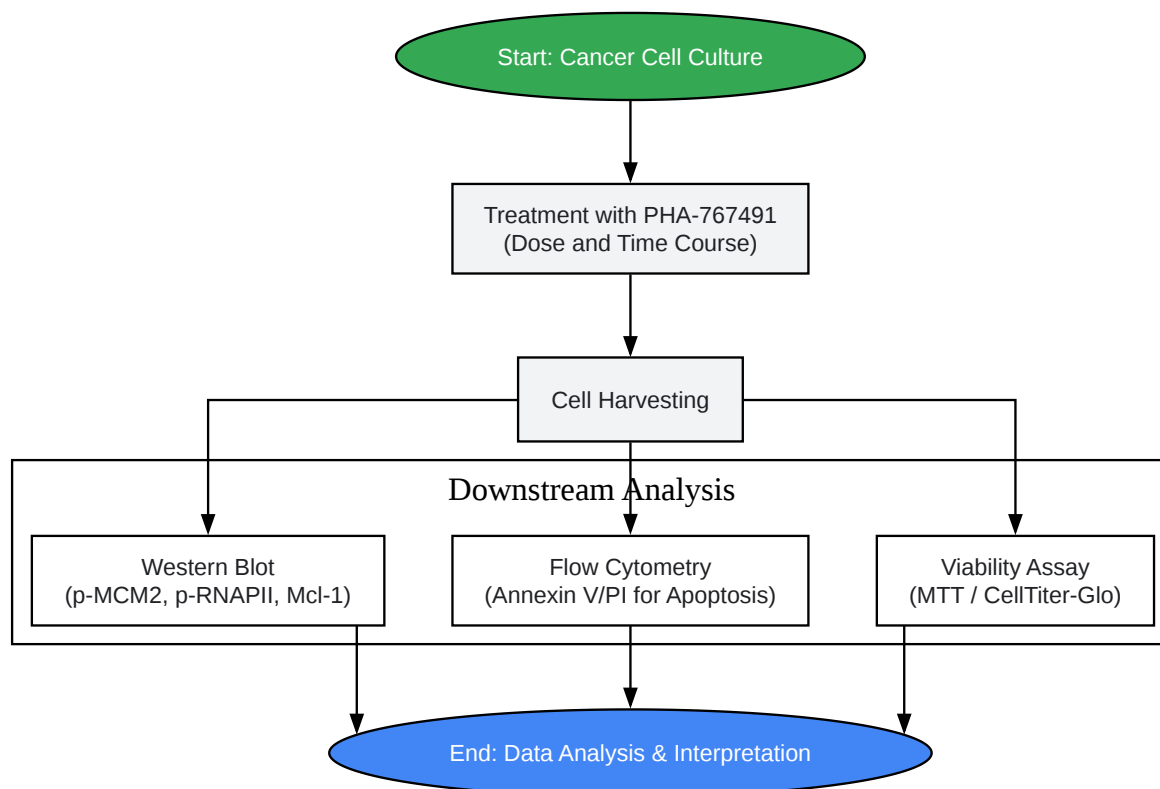 Start: Cancer Cell Culture
Treatment with PHA-767491
(Dose and Time Course)
Cell Harvesting
Downstream Analysis
Western Blot
(p-MCM2, p-RNAPII, Mcl-1)
Flow Cytometry
(Annexin V/PI for Apoptosis)
Viability Assay
(MTT / CellTiter-Glo)
End: Data Analysis & Interpretation